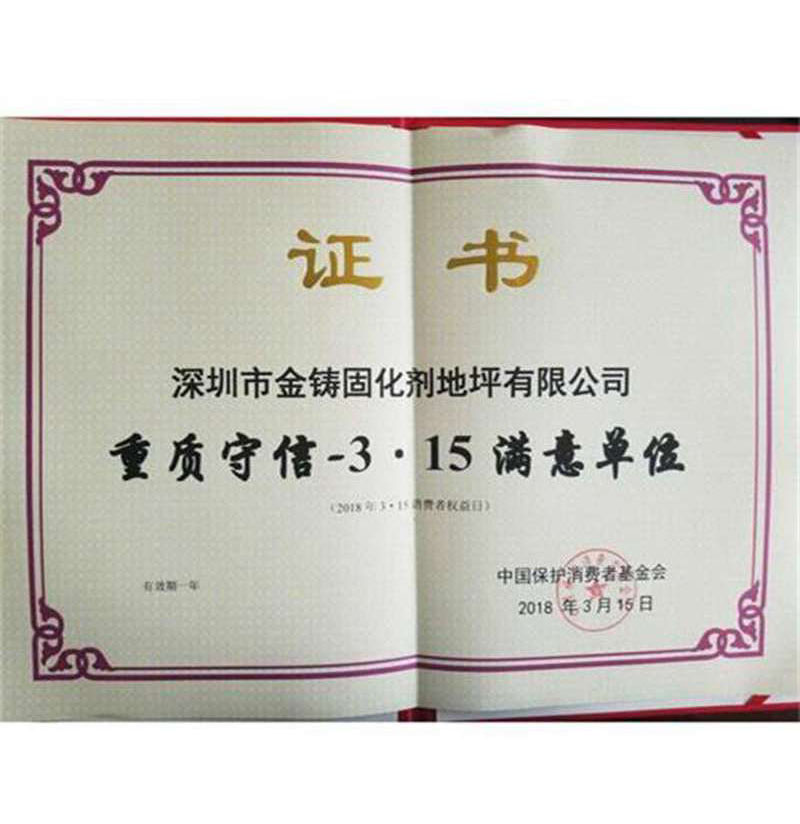 证书
深圳市金铸固化剂地坪有限公司
重质守信-3·15满意单位
(2018年3·15消费者权益日)
有效期一年
中国保护消费者基金会
2018年3月15日